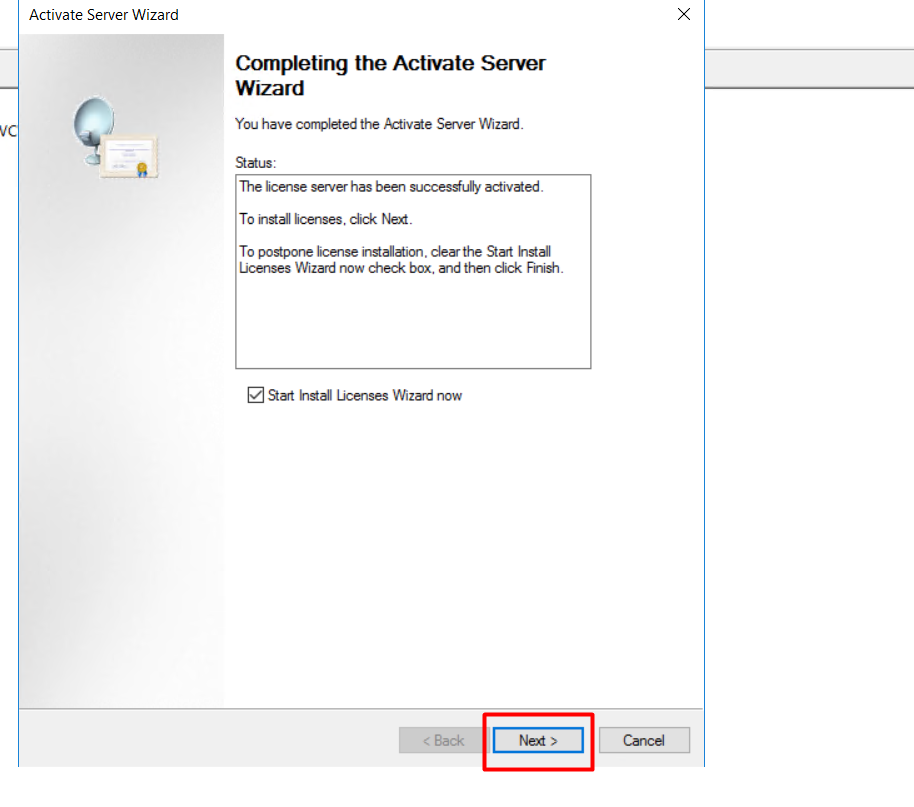 Activate Server Wizard
Completing the Activate Server
Wizard
You have completed the Activate Server Wizard.
Status:
The license server has been successfully activated.
To install licenses, click Next.
To postpone license installation, clear the Start Install
Licenses Wizard now check box, and then click Finish.
Start Install Licenses Wizard now
< Back
Next >
Cancel